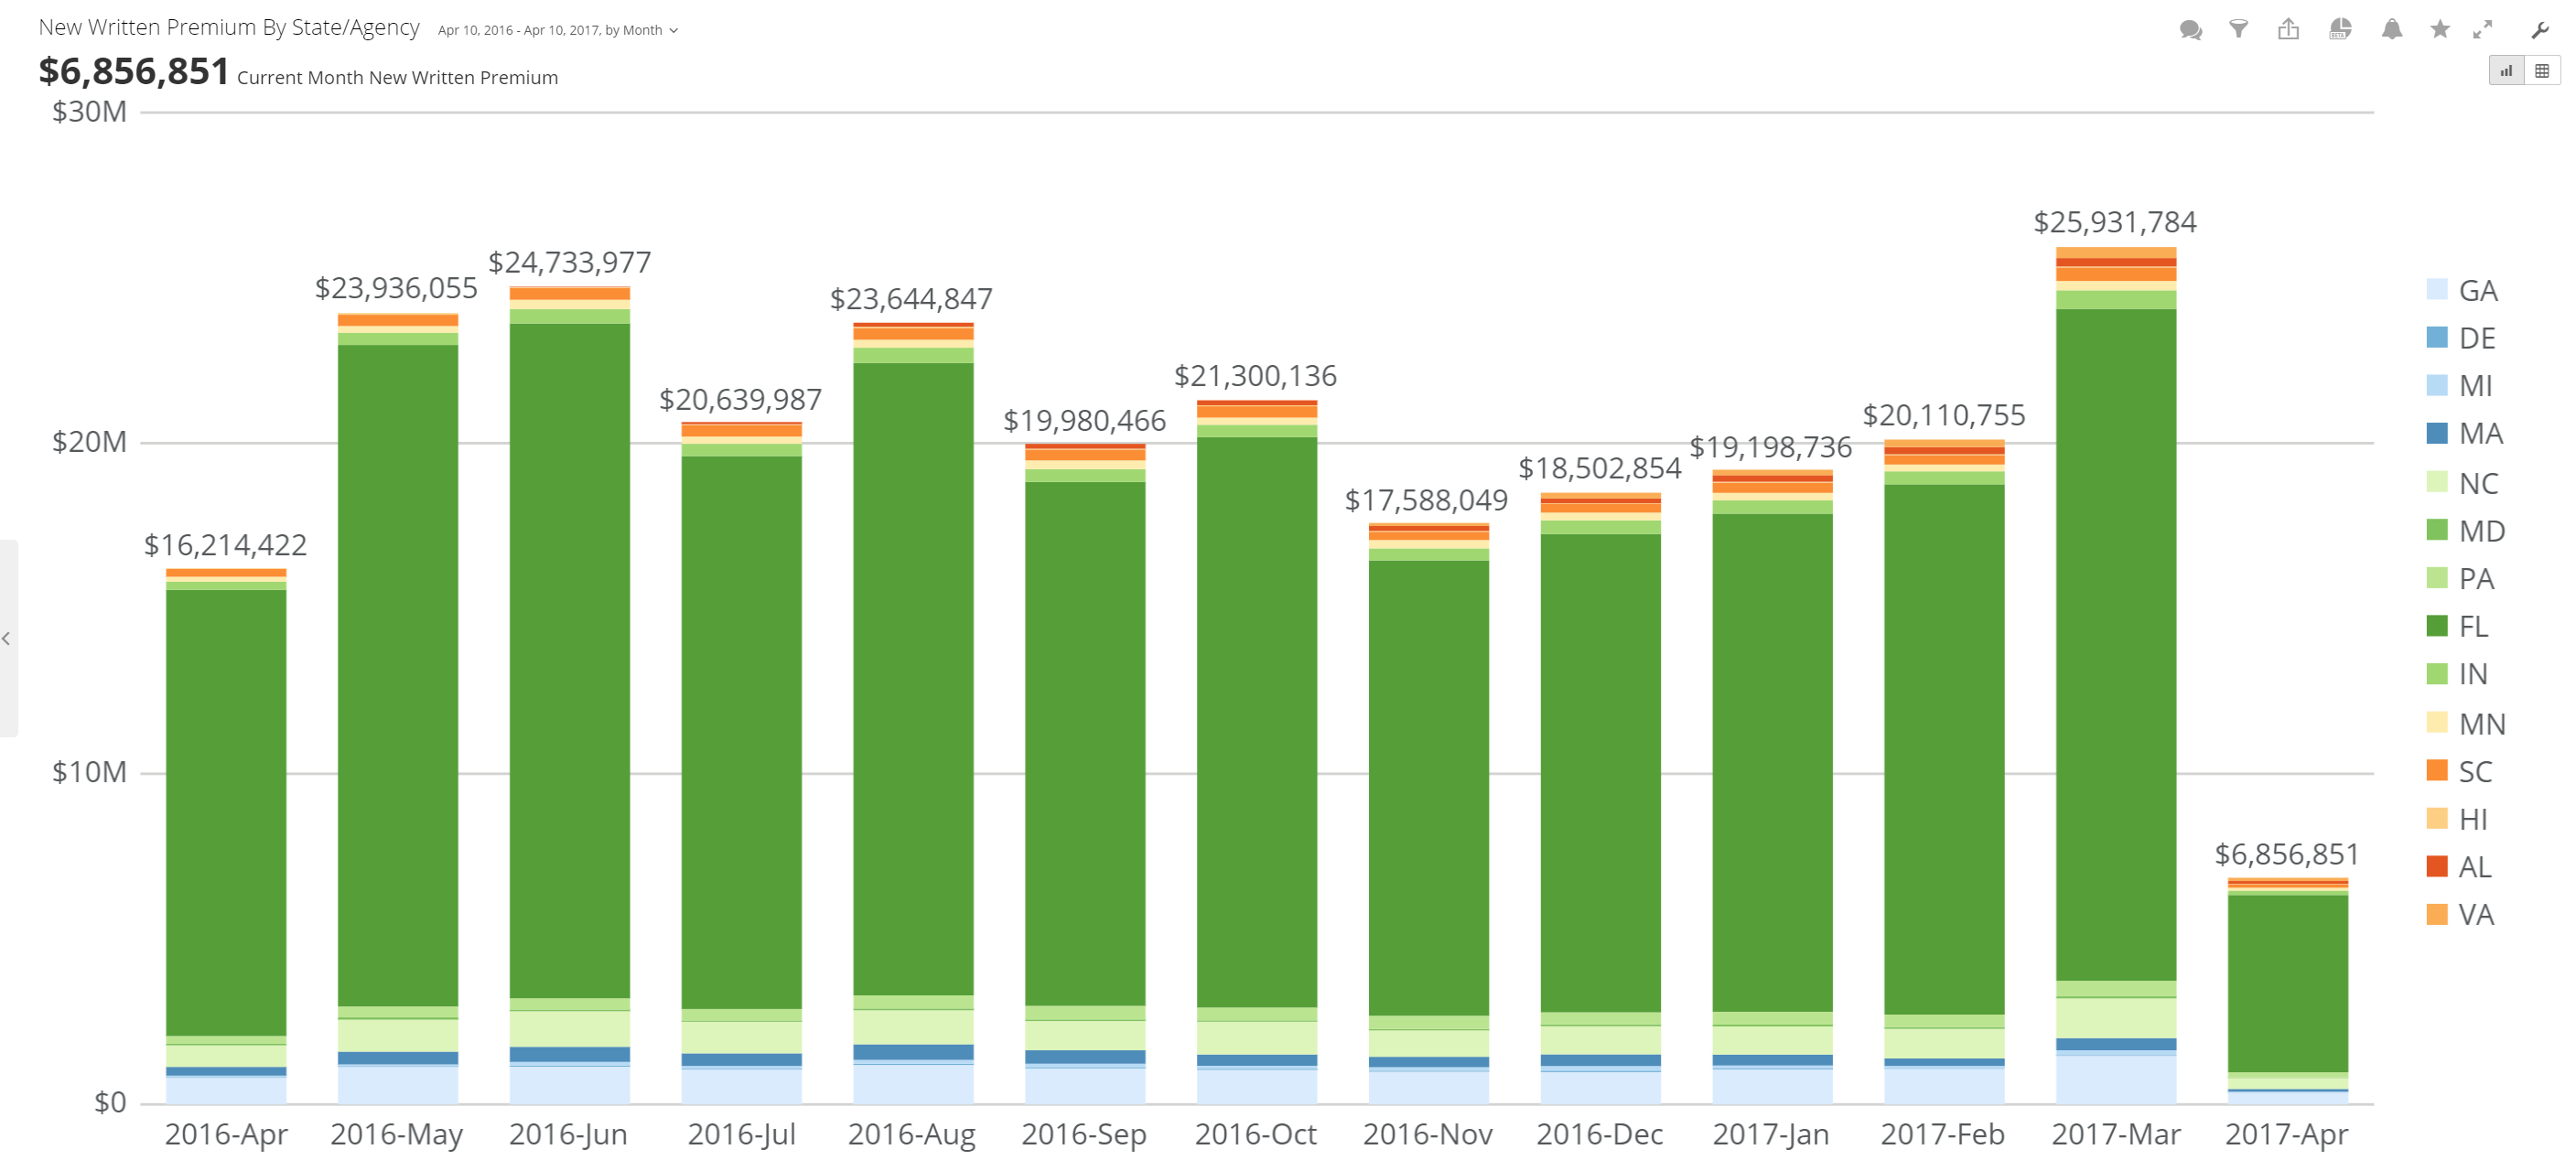 New Written Premium By State/Agency Apr 10, 2016 - Apr 10, 2017, by Month
$6,856,851 Current Month New Written Premium
$30M
$20M
$10M
$0
$16,214,422
$23,936,055
$24,733,977
$20,639,987
$23,644,847
$19,980,466
$21,300,136
$17,588,049
$18,502,854
$19,198,736
$20,110,755
$25,931,784
$6,856,851
2016-Apr
2016-May
2016-Jun
2016-Jul
2016-Aug
2016-Sep
2016-Oct
2016-Nov
2016-Dec
2017-Jan
2017-Feb
2017-Mar
2017-Apr
GA
DE
MI
MA
NC
MD
PA
FL
IN
MN
SC
HI
AL
VA
BETA